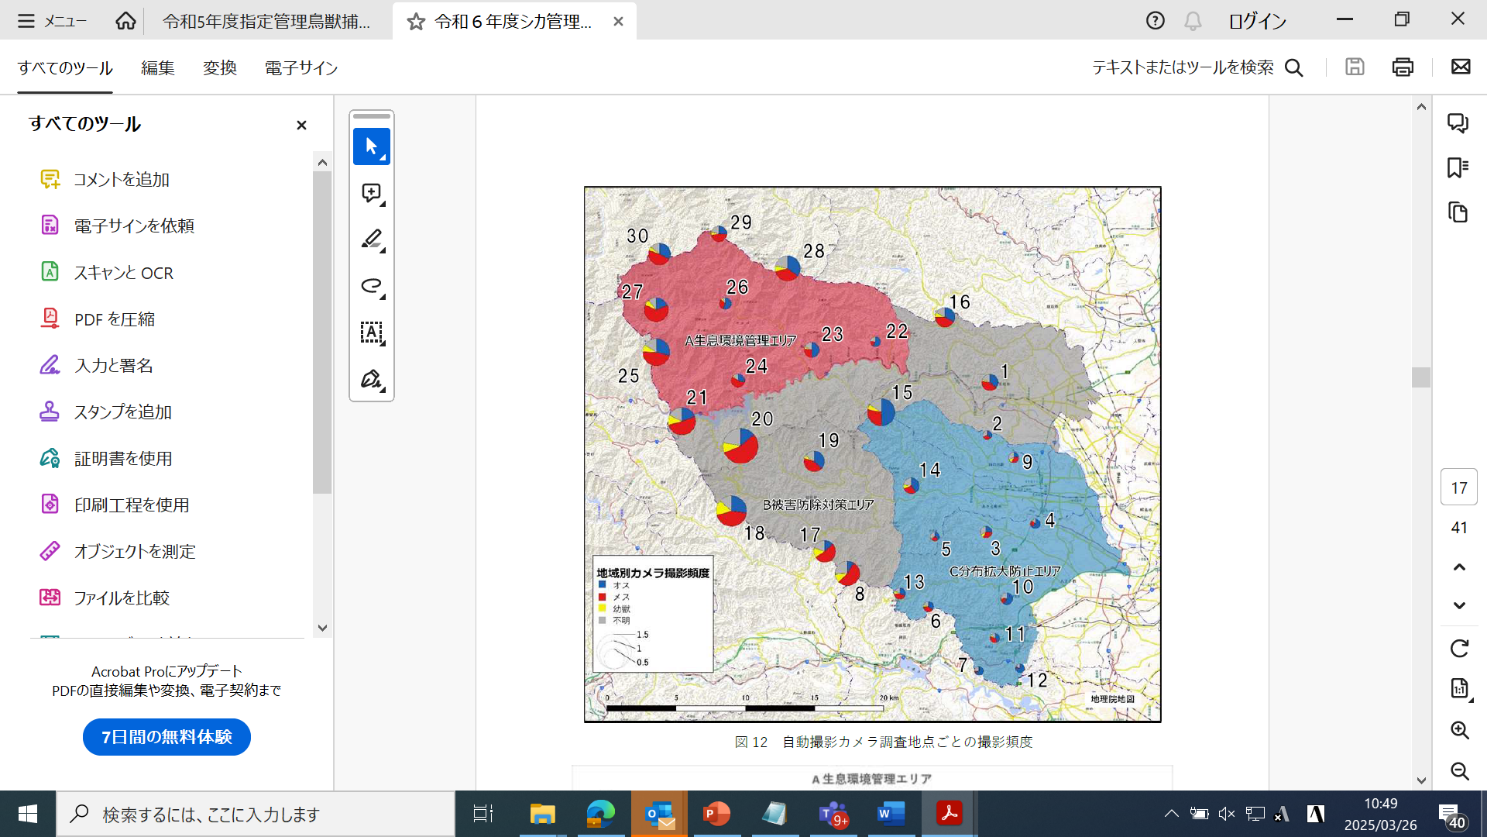 メニュー
令和5年度指定管理鳥獣捕...
令和６年度シカ管理...
ログイン
すべてのツール
編集
変換
電子サイン
テキストまたはツールを検索
すべてのツール
コメントを追加
電子サインを依頼
スキャンと OCR
PDF を圧縮
入力と署名
スタンプを追加
証明書を使用
印刷工程を使用
オブジェクトを測定
ファイルを比較
Acrobat Proにアップデート
PDFの直接編集や変換、電子契約まで
7日間の無料体験
29
30
28
27
26
16
A生息環境管理エリア
23
22
25
24
1
21
15
20
2
19
9
14
B被害防除対策エリア
18
17
4
5
3
C分布拡大防止エリア
8
13
10
6
11
7
12
地域別カメラ撮影頻度
オス
メス
幼獣
不明
1.5
1
0.5
0
5
10
15
20 km
地理院地図
図 12　自動撮影カメラ調査地点ごとの撮影頻度
A 生息環境管理エリア
17
41
1:1
検索するには、ここに入力します
9+
A
10:49
2025/03/26
40